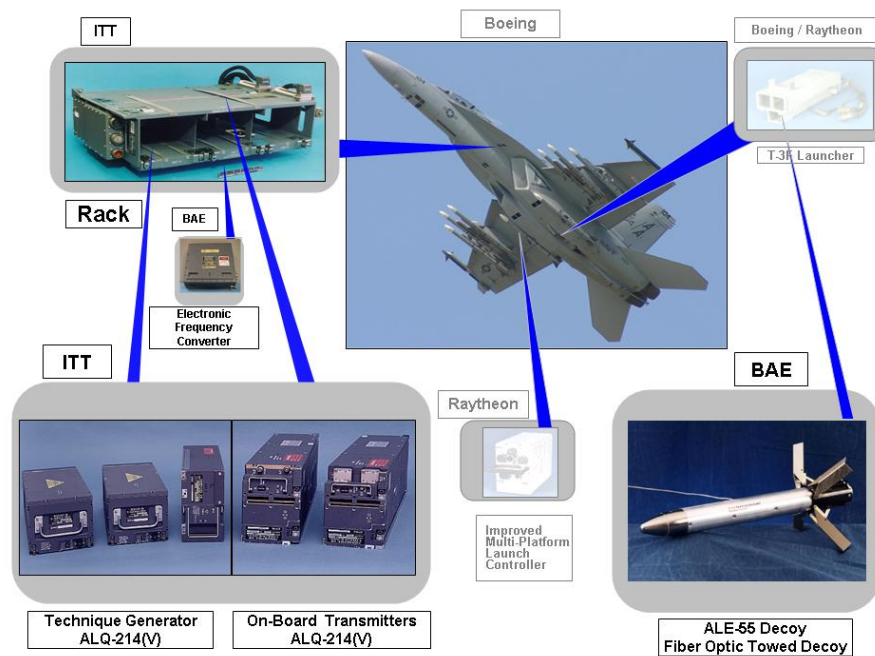 ITT
Boeing
Boeing / Raytheon
T-3F Launcher
Rack
BAE
Electronic
Frequency
Converter
ITT
Raytheon
BAE
Improved
Multi-Platform
Launch
Controller
Technique Generator
ALQ-214(V)
On-Board Transmitters
ALQ-214(V)
ALE-55 Decoy
Fiber Optic Towed Decoy